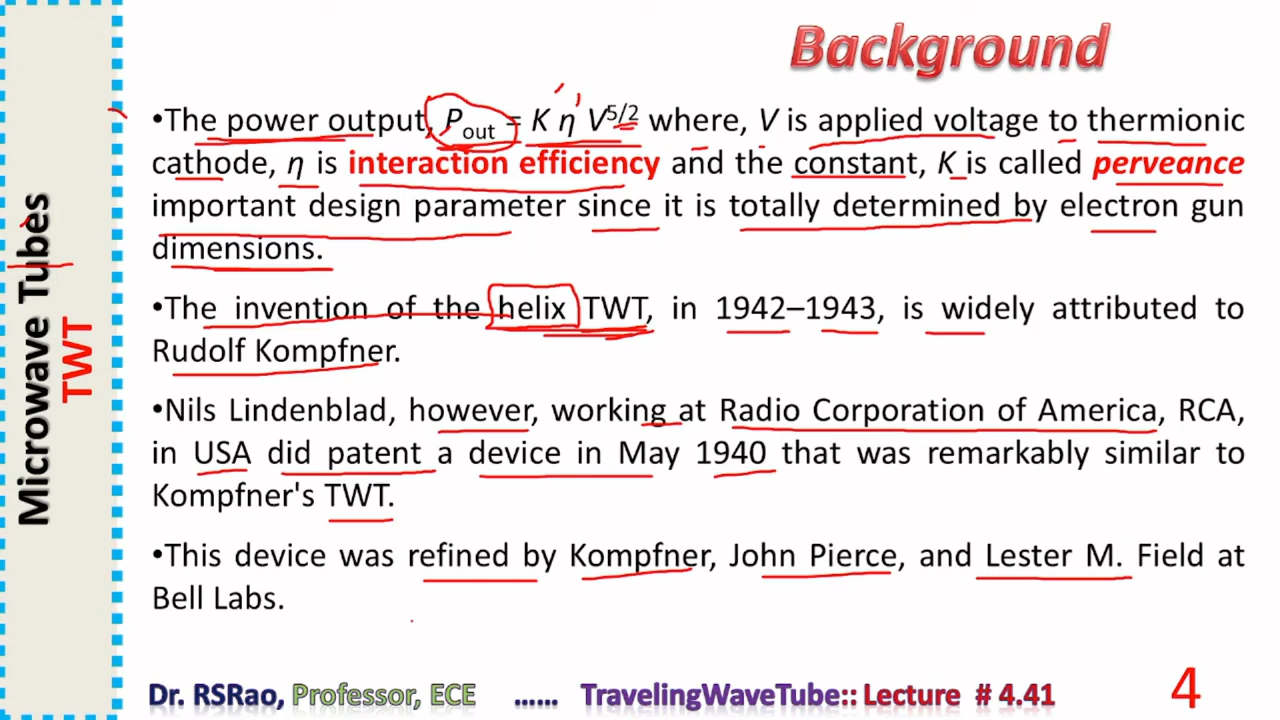 Background
•The power output, Pout = K η V5/2 where, V is applied voltage to thermionic
cathode, η is interaction efficiency and the constant, K is called perveance
important design parameter since it is totally determined by electron gun
dimensions.
•The invention of the helix TWT, in 1942–1943, is widely attributed to
Rudolf Kompfner.
•Nils Lindenblad, however, working at Radio Corporation of America, RCA,
in USA did patent a device in May 1940 that was remarkably similar to
Kompfner's TWT.
•This device was refined by Kompfner, John Pierce, and Lester M. Field at
Bell Labs.
Microwave Tubes
TWT
Dr. RSRao, Professor, ECE ...... TravelingWaveTube:: Lecture # 4.41
4